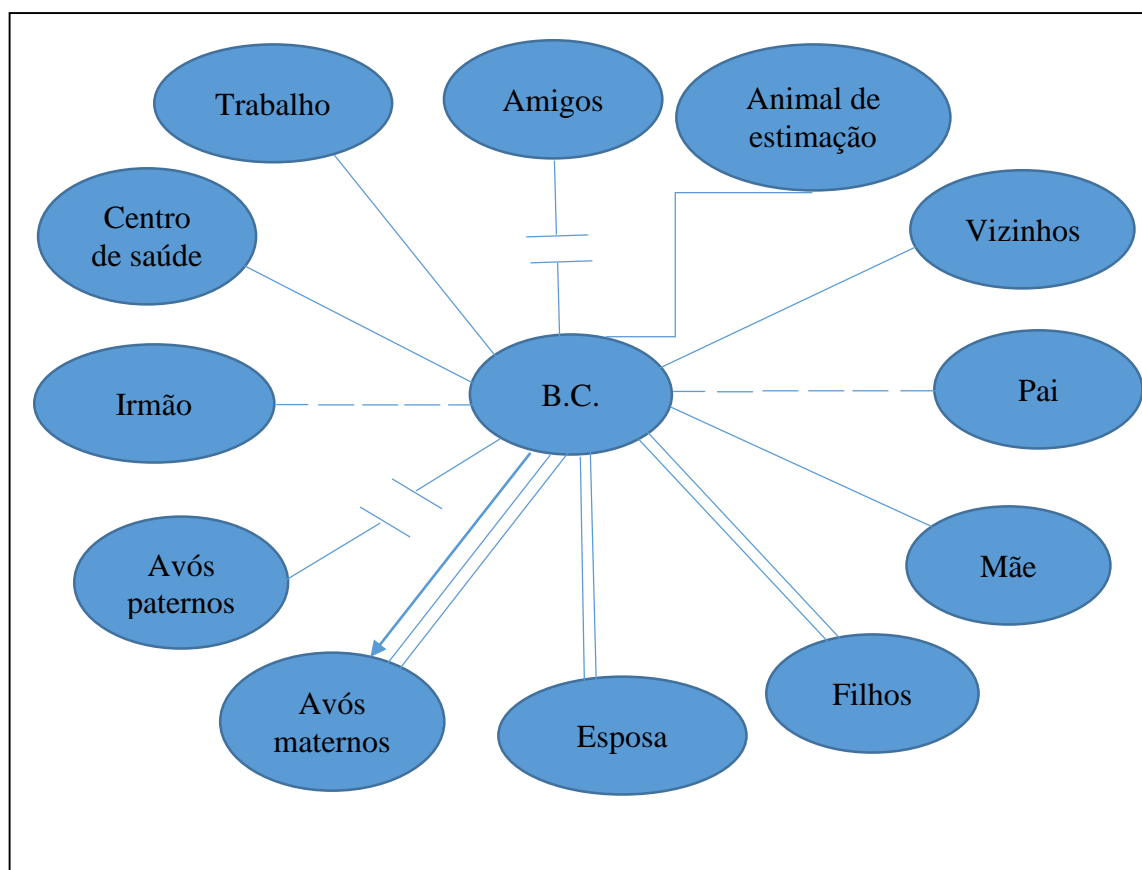 Trabalho
Amigos
Animal de
estimação
Centro
de saúde
Vizinhos
Irmão
B.C.
Pai
Avós
paternos
Mãe
Avós
maternos
Esposa
Filhos